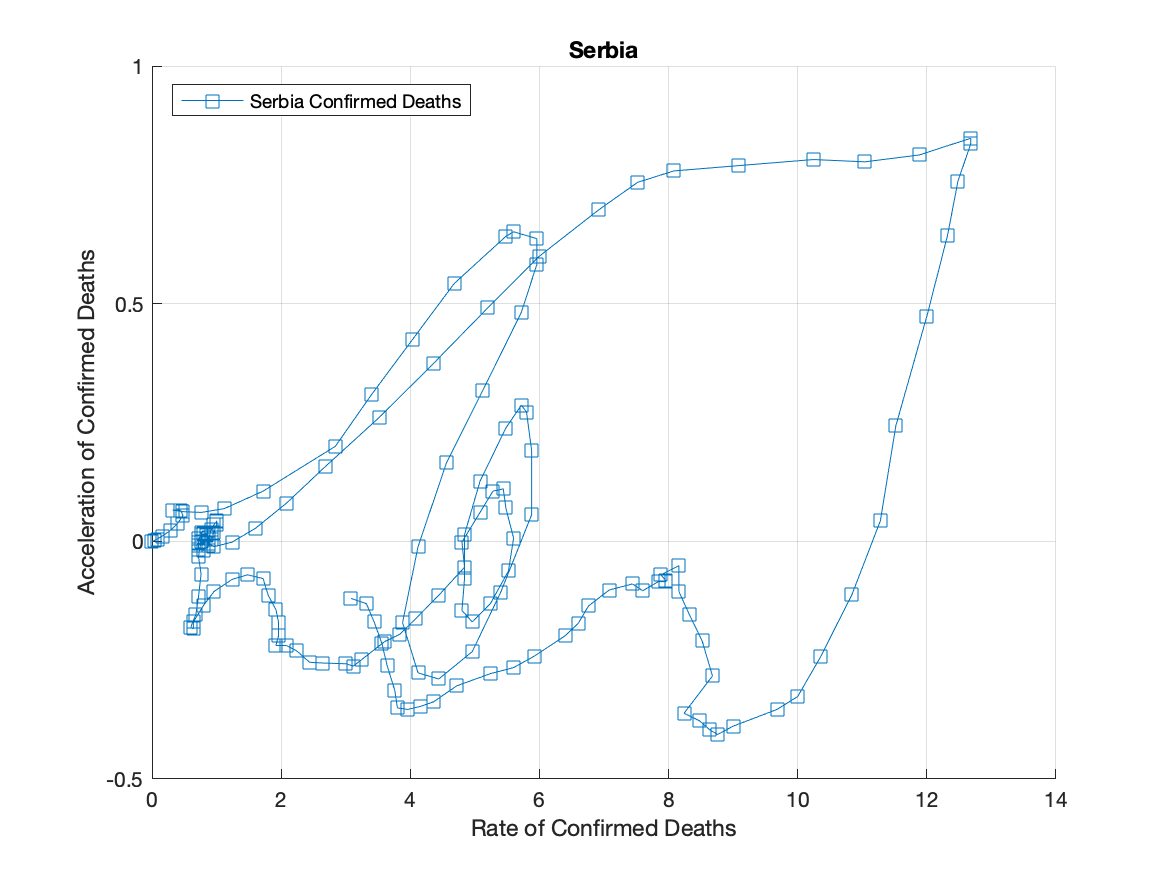 Serbia
Serbia Confirmed Deaths
1
0.5
0
-0.5
Acceleration of Confirmed Deaths
0 2 4 6 8 10 12 14
Rate of Confirmed Deaths